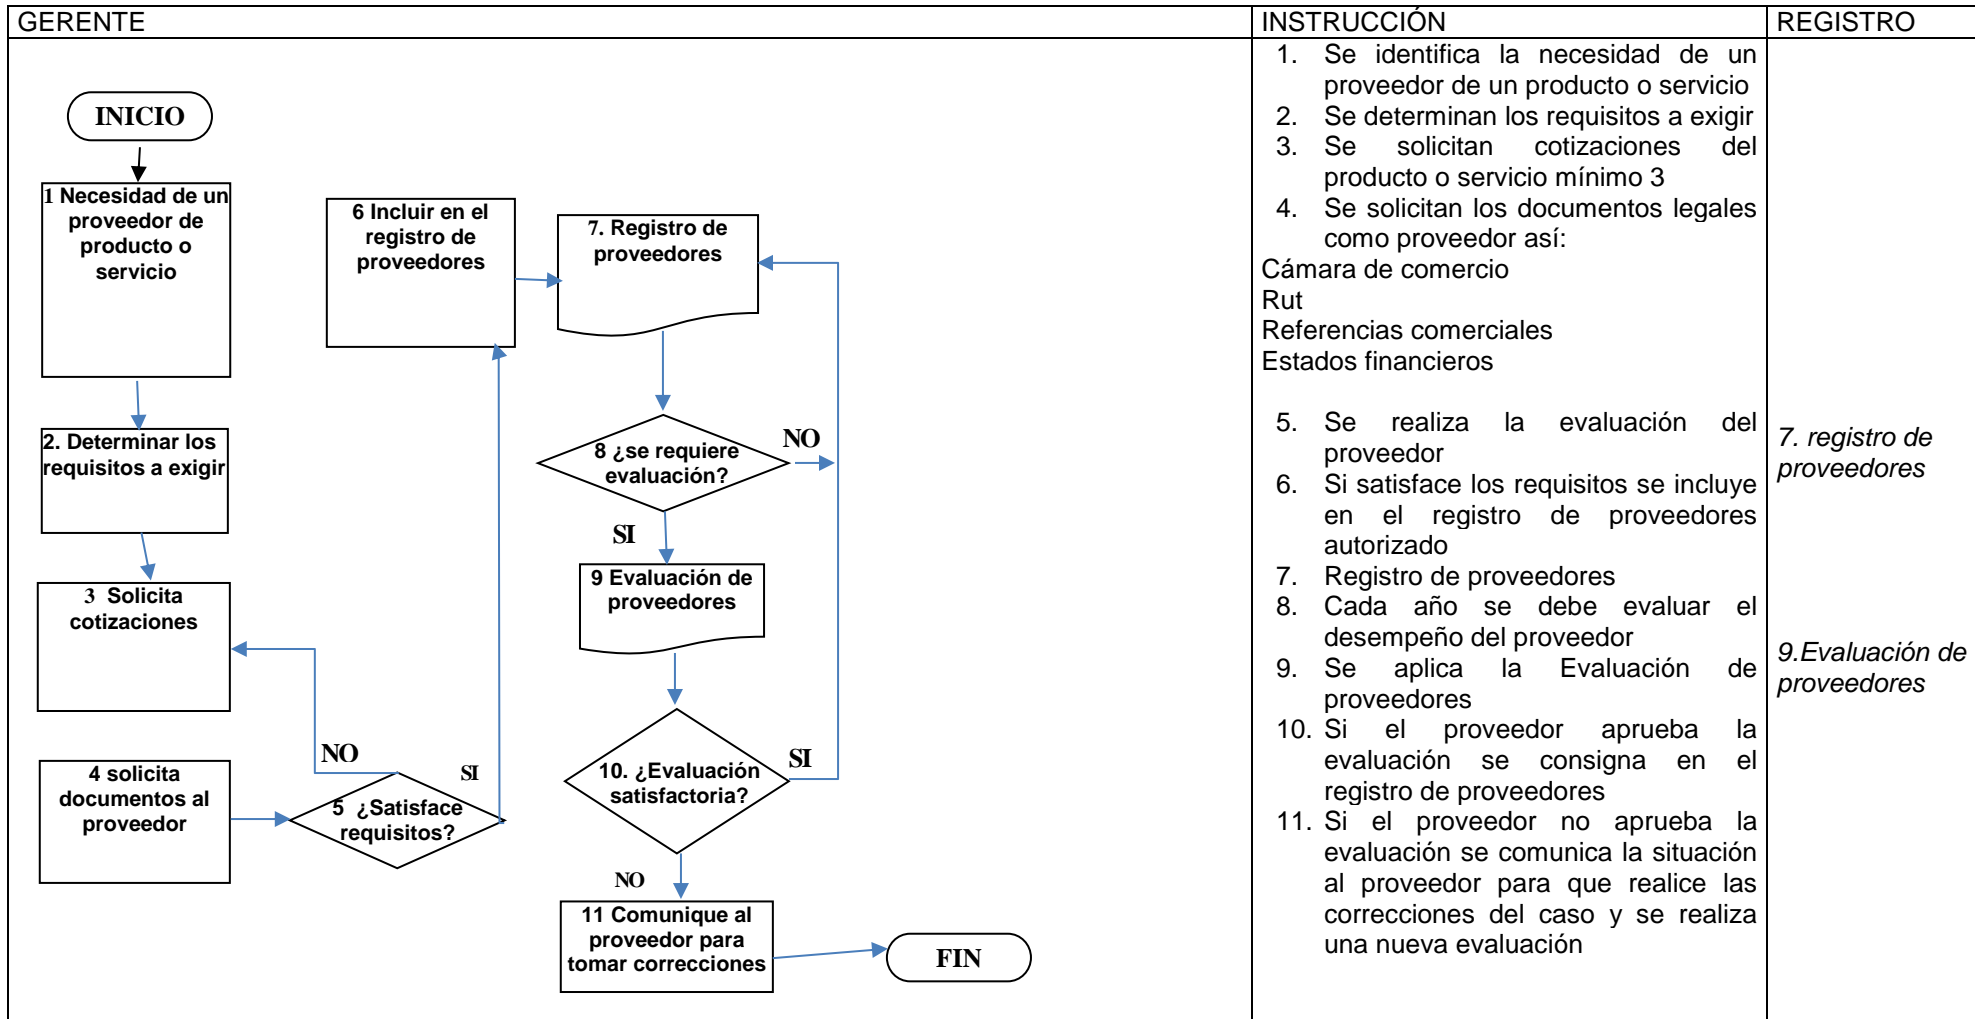 GERENTE
INICIO
1 Necesidad de un
proveedor de
producto o
servicio
2. Determinar los
requisitos a exigir
3 Solicita
cotizaciones
4 solicita
documentos al
proveedor
NO
SI
5 ¿Satisface
requisitos?
6 Incluir en el
registro de
proveedores
7. Registro de
proveedores
8 ¿se requiere
evaluación?
NO
SI
9 Evaluación de
proveedores
10. ¿Evaluación
satisfactoria?
SI
NO
11 Comunique al
proveedor para
tomar correcciones
FIN
INSTRUCCIÓN
1. Se identifica la necesidad de un
proveedor de un producto o servicio
2. Se determinan los requisitos a exigir
3. Se solicitan cotizaciones del
producto o servicio mínimo 3
4. Se solicitan los documentos legales
como proveedor así:
Cámara de comercio
Rut
Referencias comerciales
Estados financieros
5. Se realiza la evaluación del
proveedor
6. Si satisface los requisitos se incluye
en el registro de proveedores
autorizado
7. Registro de proveedores
8. Cada año se debe evaluar el
desempeño del proveedor
9. Se aplica la Evaluación de
proveedores
10. Si el proveedor aprueba la
evaluación se consigna en el
registro de proveedores
11. Si el proveedor no aprueba la
evaluación se comunica la situación
al proveedor para que realice las
correcciones del caso y se realiza
una nueva evaluación
REGISTRO
7. registro de
proveedores
9.Evaluación de
proveedores